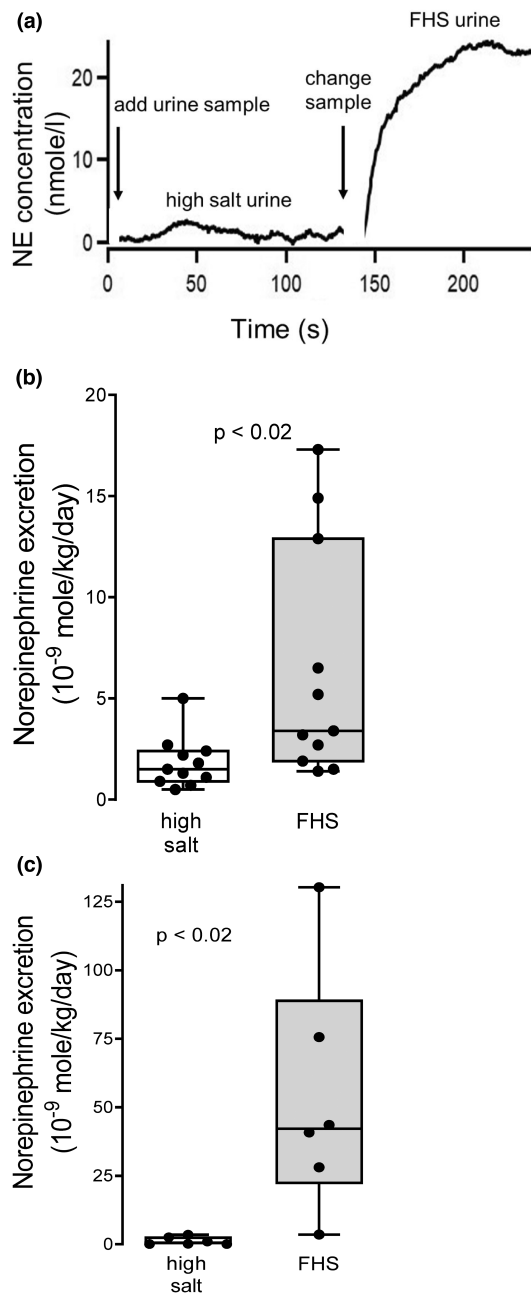 (a)
FHS urine
NE concentration
(nmole/l)
20
10
0
add urine sample
change
sample
high salt urine
0
50
100
150
200
Time (s)
(b)
Norepinephrine excretion
(10⁻⁹ mole/kg/day)
20
15
10
5
0
p < 0.02
high
salt
FHS
(c)
Norepinephrine excretion
(10⁻⁹ mole/kg/day)
125
100
75
50
25
0
p < 0.02
high
salt
FHS